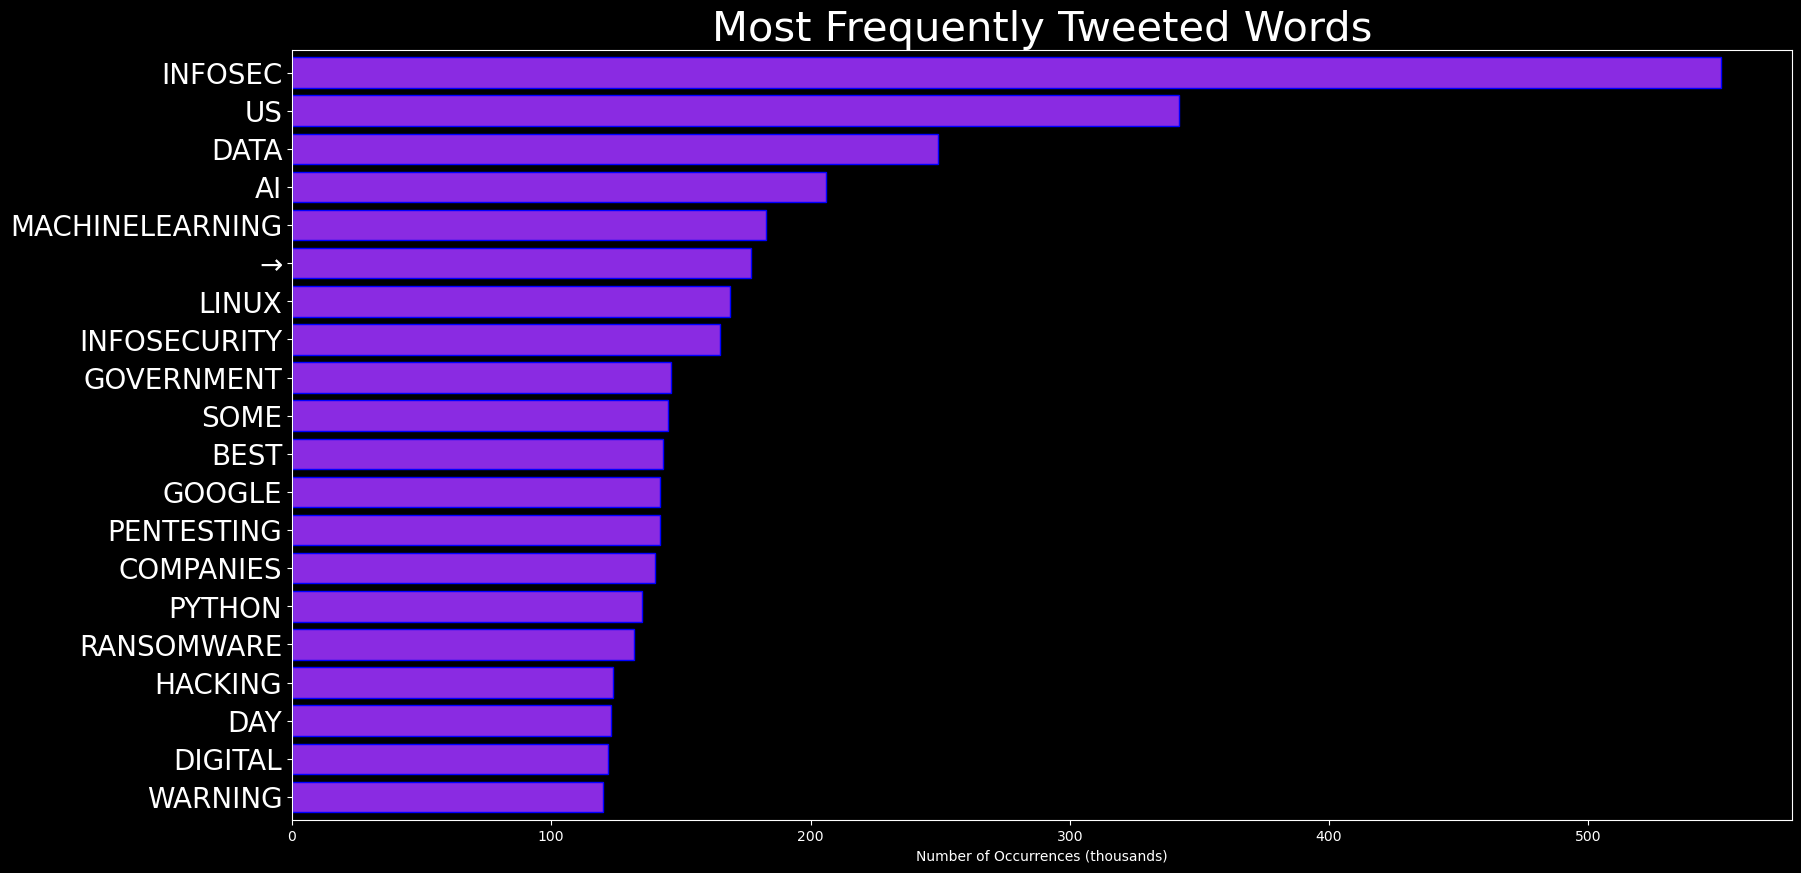 Most Frequently Tweeted Words
INFOSEC
US
DATA
AI
MACHINELEARNING
→
LINUX
INFOSECURITY
GOVERNMENT
SOME
BEST
GOOGLE
PENTESTING
COMPANIES
PYTHON
RANSOMWARE
HACKING
DAY
DIGITAL
WARNING
0 100 200 300 400 500
Number of Occurrences (thousands)